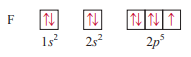 F ↑↓ ↑↓ ↑↓ ↑↓ ↑
1s² 2s² 2p⁵